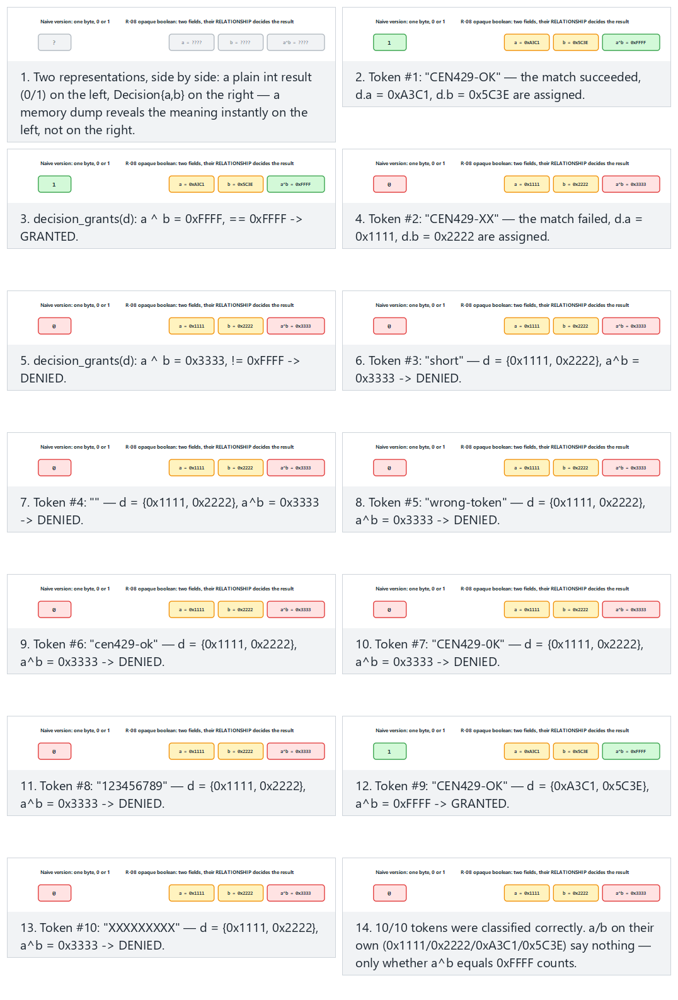 Naive version: one byte, 0 or 1 R-08 opaque boolean: two fields, their RELATIONSHIP decides the result
? a = ???? b = ???? a^b = ????
1. Two representations, side by side: a plain int result
(0/1) on the left, Decision{a,b} on the right — a
memory dump reveals the meaning instantly on the
left, not on the right.
Naive version: one byte, 0 or 1 R-08 opaque boolean: two fields, their RELATIONSHIP decides the result
1 a = 0xA3C1 b = 0x5C3E a^b = 0xFFFF
2. Token #1: "CEN429-OK" — the match succeeded,
d.a = 0xA3C1, d.b = 0x5C3E are assigned.
Naive version: one byte, 0 or 1 R-08 opaque boolean: two fields, their RELATIONSHIP decides the result
1 a = 0xA3C1 b = 0x5C3E a^b = 0xFFFF
3. decision_grants(d): a ^ b = 0xFFFF, == 0xFFFF ->
GRANTED.
Naive version: one byte, 0 or 1 R-08 opaque boolean: two fields, their RELATIONSHIP decides the result
0 a = 0x1111 b = 0x2222 a^b = 0x3333
4. Token #2: "CEN429-XX" — the match failed, d.a =
0x1111, d.b = 0x2222 are assigned.
Naive version: one byte, 0 or 1 R-08 opaque boolean: two fields, their RELATIONSHIP decides the result
0 a = 0x1111 b = 0x2222 a^b = 0x3333
5. decision_grants(d): a ^ b = 0x3333, != 0xFFFF ->
DENIED.
Naive version: one byte, 0 or 1 R-08 opaque boolean: two fields, their RELATIONSHIP decides the result
0 a = 0x1111 b = 0x2222 a^b = 0x3333
6. Token #3: "short" — d = {0x1111, 0x2222}, a^b =
0x3333 -> DENIED.
Naive version: one byte, 0 or 1 R-08 opaque boolean: two fields, their RELATIONSHIP decides the result
0 a = 0x1111 b = 0x2222 a^b = 0x3333
7. Token #4: "" — d = {0x1111, 0x2222}, a^b = 0x3333
-> DENIED.
Naive version: one byte, 0 or 1 R-08 opaque boolean: two fields, their RELATIONSHIP decides the result
0 a = 0x1111 b = 0x2222 a^b = 0x3333
8. Token #5: "wrong-token" — d = {0x1111, 0x2222},
a^b = 0x3333 -> DENIED.
Naive version: one byte, 0 or 1 R-08 opaque boolean: two fields, their RELATIONSHIP decides the result
0 a = 0x1111 b = 0x2222 a^b = 0x3333
9. Token #6: "cen429-ok" — d = {0x1111, 0x2222},
a^b = 0x3333 -> DENIED.
Naive version: one byte, 0 or 1 R-08 opaque boolean: two fields, their RELATIONSHIP decides the result
0 a = 0x1111 b = 0x2222 a^b = 0x3333
10. Token #7: "CEN429-0K" — d = {0x1111, 0x2222},
a^b = 0x3333 -> DENIED.
Naive version: one byte, 0 or 1 R-08 opaque boolean: two fields, their RELATIONSHIP decides the result
0 a = 0x1111 b = 0x2222 a^b = 0x3333
11. Token #8: "123456789" — d = {0x1111, 0x2222},
a^b = 0x3333 -> DENIED.
Naive version: one byte, 0 or 1 R-08 opaque boolean: two fields, their RELATIONSHIP decides the result
1 a = 0xA3C1 b = 0x5C3E a^b = 0xFFFF
12. Token #9: "CEN429-OK" — d = {0xA3C1, 0x5C3E},
a^b = 0xFFFF -> GRANTED.
Naive version: one byte, 0 or 1 R-08 opaque boolean: two fields, their RELATIONSHIP decides the result
0 a = 0x1111 b = 0x2222 a^b = 0x3333
13. Token #10: "XXXXXXXXX" — d = {0x1111, 0x2222},
a^b = 0x3333 -> DENIED.
Naive version: one byte, 0 or 1 R-08 opaque boolean: two fields, their RELATIONSHIP decides the result
0 a = 0x1111 b = 0x2222 a^b = 0x3333
14. 10/10 tokens were classified correctly. a/b on their
own (0x1111/0x2222/0xA3C1/0x5C3E) say nothing —
only whether a^b equals 0xFFFF counts.